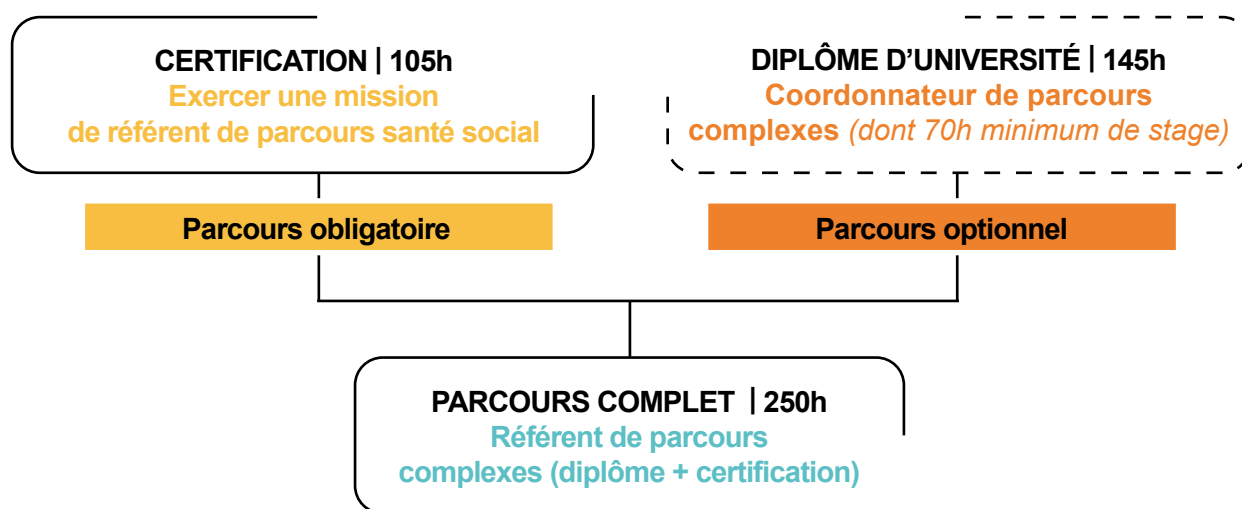 CERTIFICATION | 105h
Exercer une mission
de référent de parcours santé social
Parcours obligatoire
DIPLÔME D’UNIVERSITÉ | 145h
Coordonnateur de parcours
complexes (dont 70h minimum de stage)
Parcours optionnel
PARCOURS COMPLET | 250h
Référent de parcours
complexes (diplôme + certification)